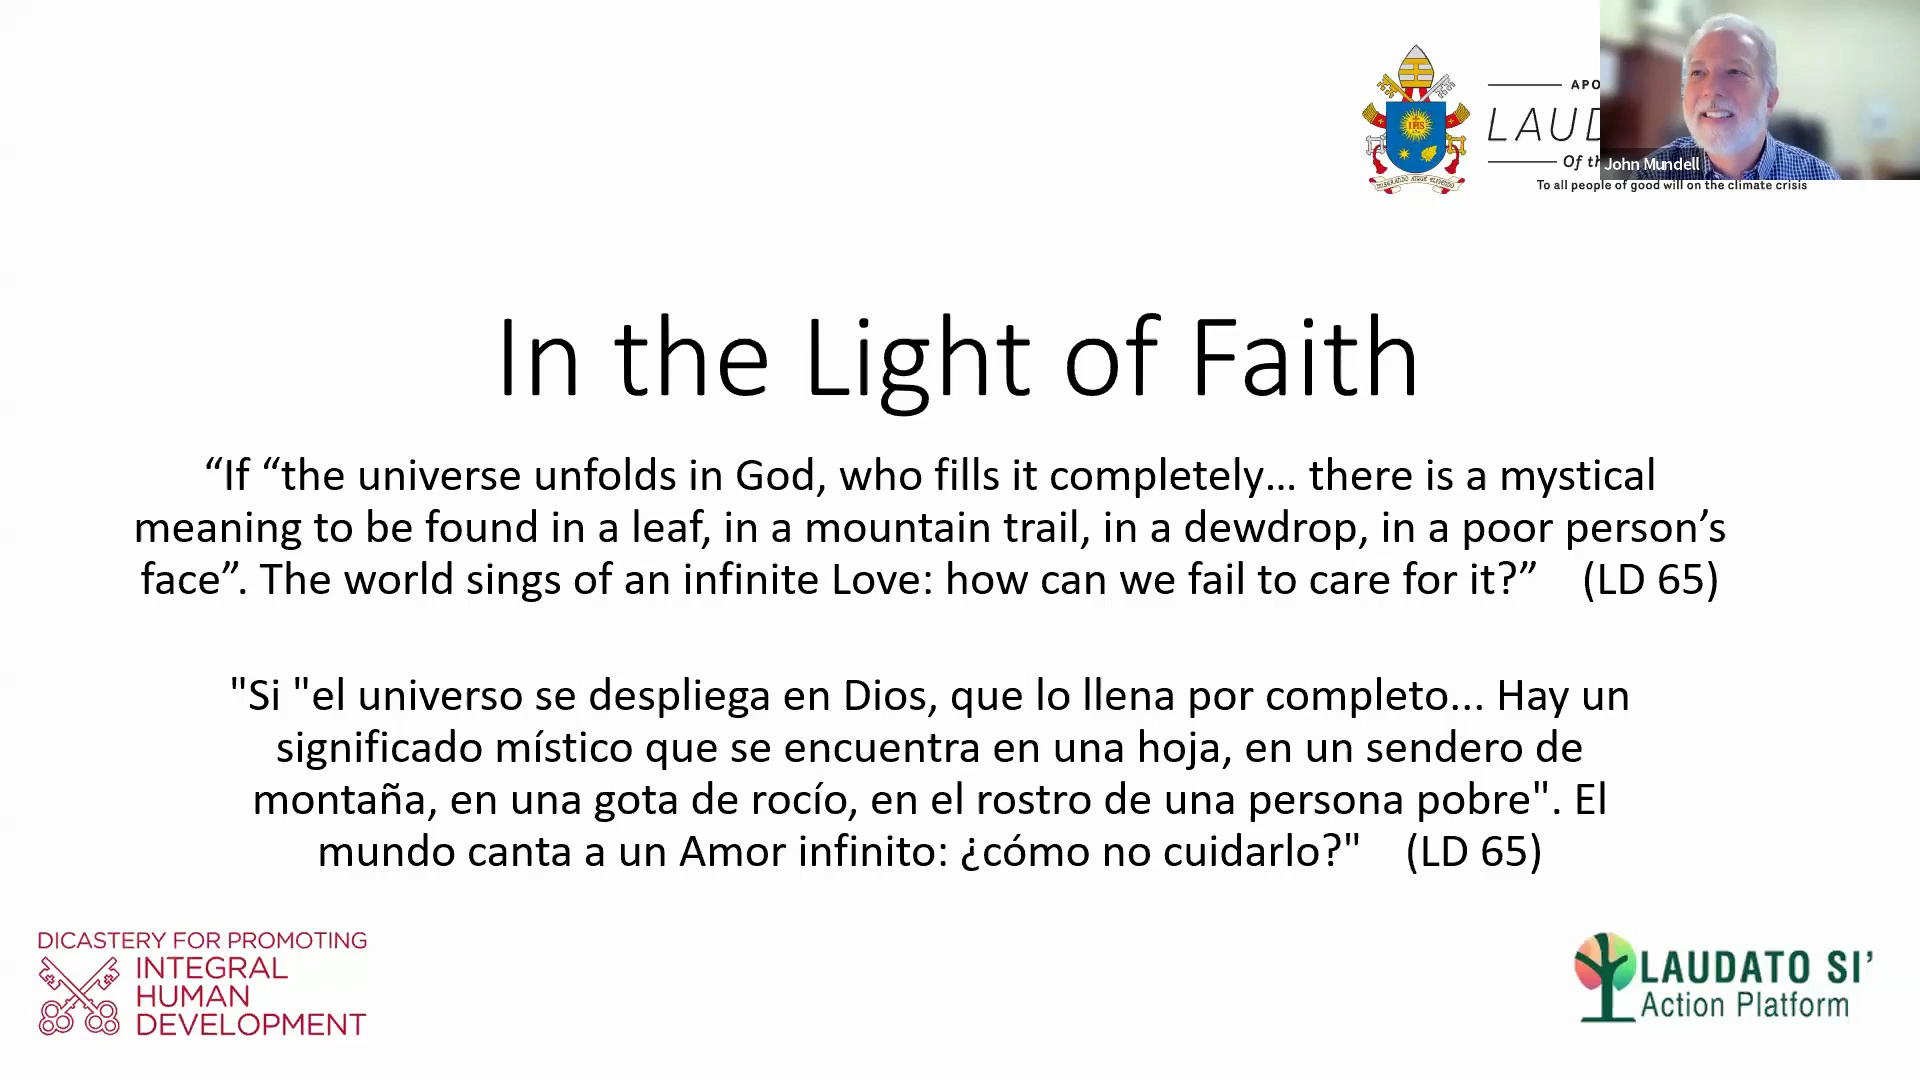 APO
LAUD
Of th
John Mundell
To all people of good will on the climate crisis
In the Light of Faith
“If “the universe unfolds in God, who fills it completely… there is a mystical
meaning to be found in a leaf, in a mountain trail, in a dewdrop, in a poor person’s
face”. The world sings of an infinite Love: how can we fail to care for it?” (LD 65)
"Si "el universo se despliega en Dios, que lo llena por completo... Hay un
significado místico que se encuentra en una hoja, en un sendero de
montaña, en una gota de rocío, en el rostro de una persona pobre". El
mundo canta a un Amor infinito: ¿cómo no cuidarlo?" (LD 65)
DICASTERY FOR PROMOTING
INTEGRAL
HUMAN
DEVELOPMENT
LAUDATO SI’
Action Platform